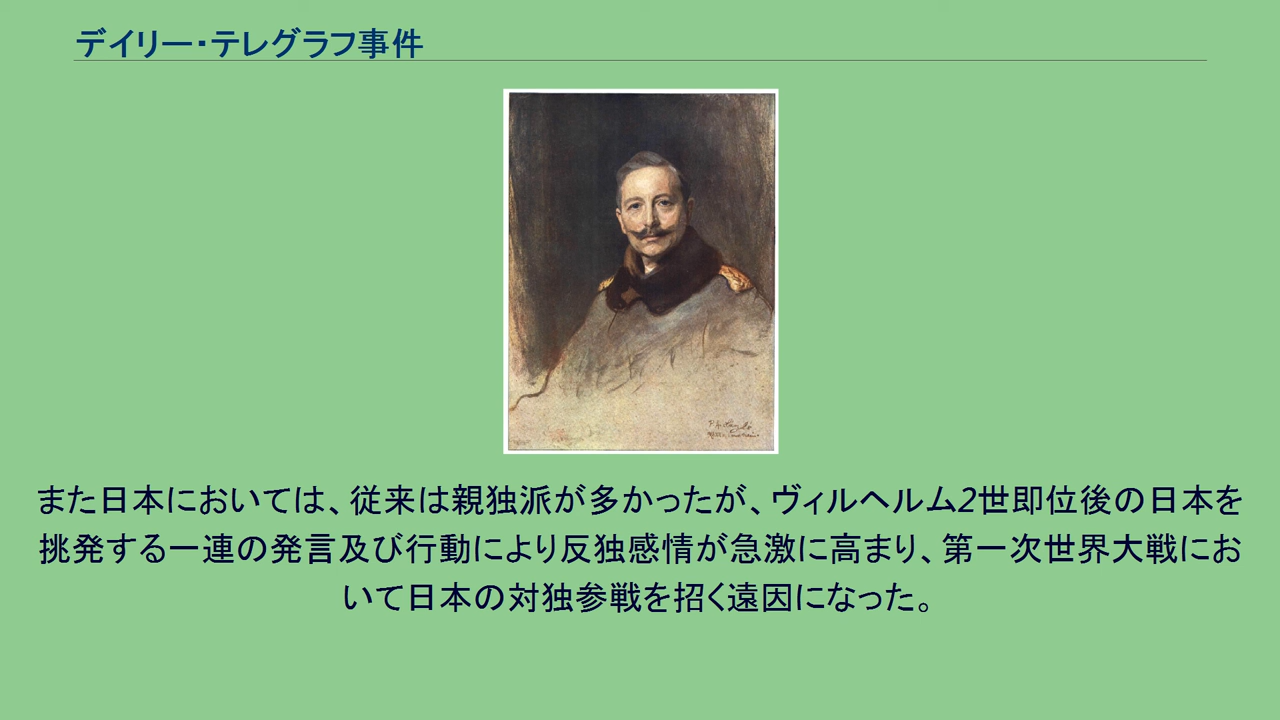 デイリー・テレグラフ事件
また日本においては、従来は親独派が多かったが、ヴィルヘルム2世即位後の日本を
挑発する一連の発言及び行動により反独感情が急激に高まり、第一次世界大戦にお
いて日本の対独参戦を招く遠因になった。